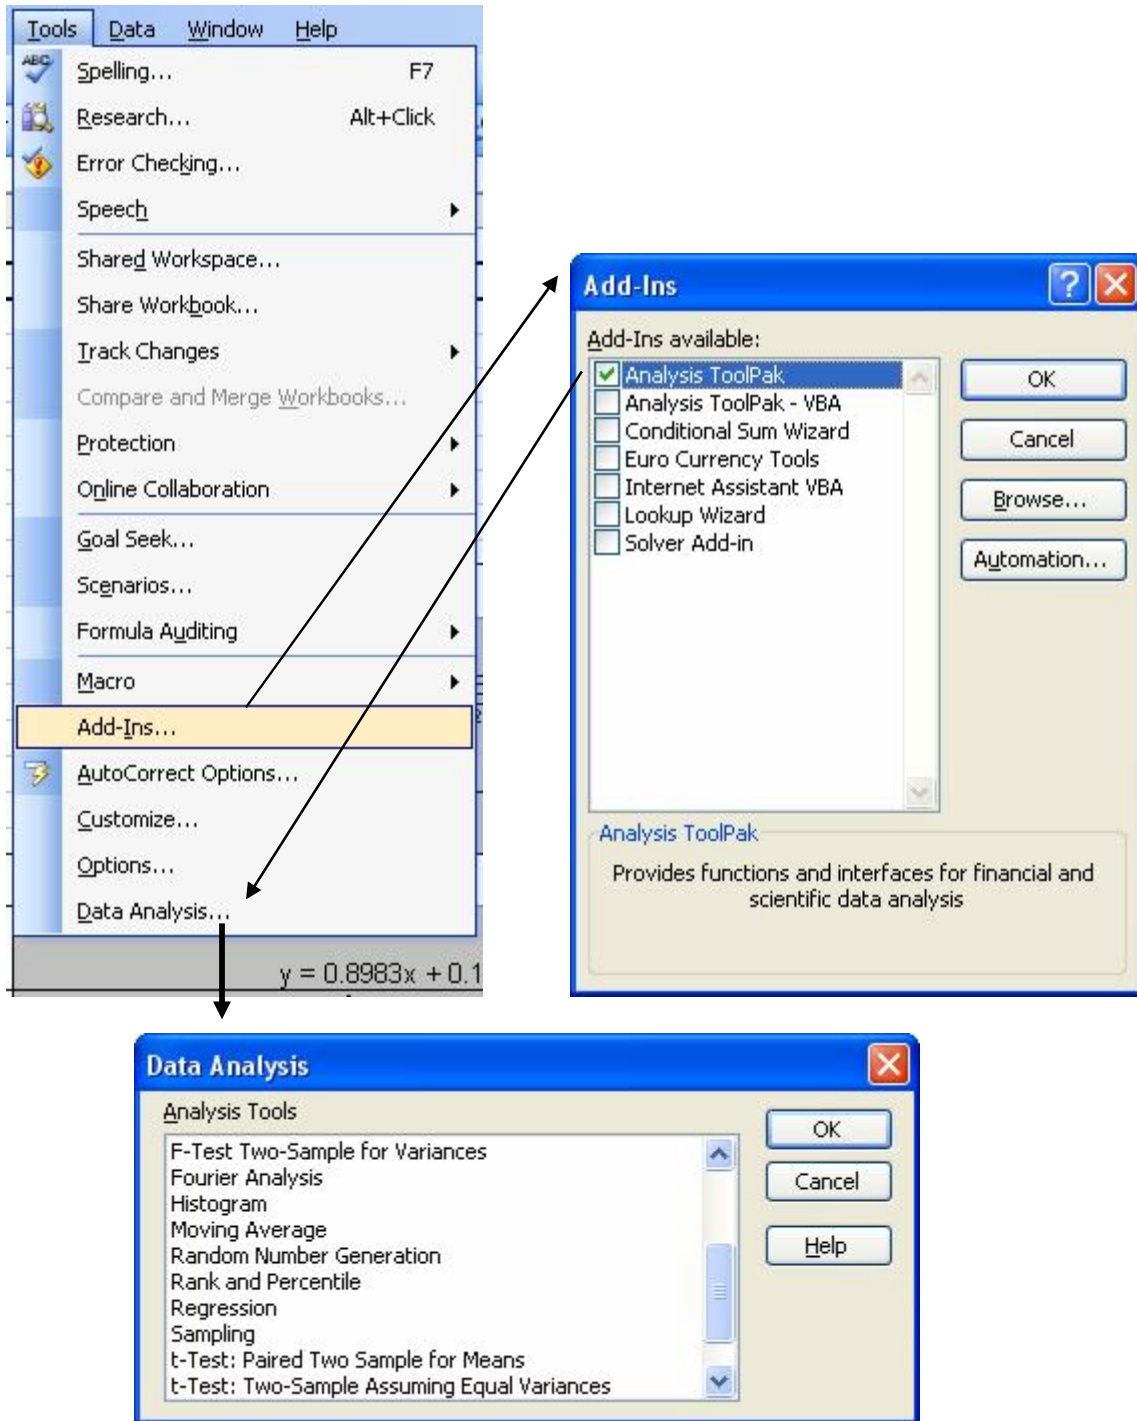 Tools Data Window Help
ABC
Spelling... F7
Research... Alt+Click
Error Checking...
Speech
Shared Workspace...
Share Workbook...
Track Changes
Compare and Merge Workbooks...
Protection
Online Collaboration
Goal Seek...
Scenarios...
Formula Auditing
Macro
Add-Ins...
AutoCorrect Options...
Customize...
Options...
Data Analysis...
y = 0.8983x + 0.1
Add-Ins
Add-Ins available:
Analysis ToolPak
Analysis ToolPak - VBA
Conditional Sum Wizard
Euro Currency Tools
Internet Assistant VBA
Lookup Wizard
Solver Add-in
OK
Cancel
Browse...
Automation...
Analysis ToolPak
Provides functions and interfaces for financial and
scientific data analysis
Data Analysis
Analysis Tools
F-Test Two-Sample for Variances
Fourier Analysis
Histogram
Moving Average
Random Number Generation
Rank and Percentile
Regression
Sampling
t-Test: Paired Two Sample for Means
t-Test: Two-Sample Assuming Equal Variances
OK
Cancel
Help